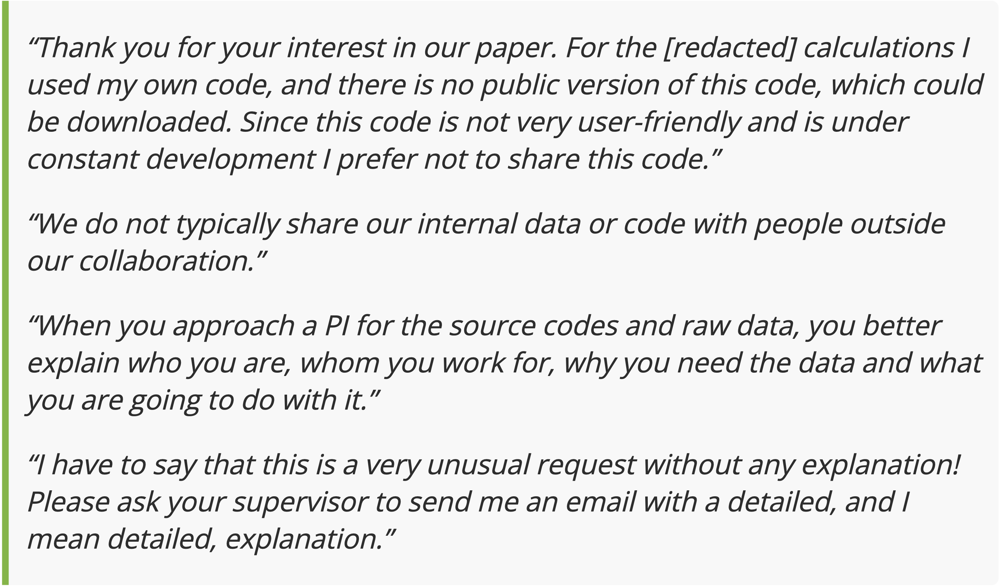 “Thank you for your interest in our paper. For the [redacted] calculations I
used my own code, and there is no public version of this code, which could
be downloaded. Since this code is not very user-friendly and is under
constant development I prefer not to share this code.”
“We do not typically share our internal data or code with people outside
our collaboration.”
“When you approach a PI for the source codes and raw data, you better
explain who you are, whom you work for, why you need the data and what
you are going to do with it.”
“I have to say that this is a very unusual request without any explanation!
Please ask your supervisor to send me an email with a detailed, and I
mean detailed, explanation.”